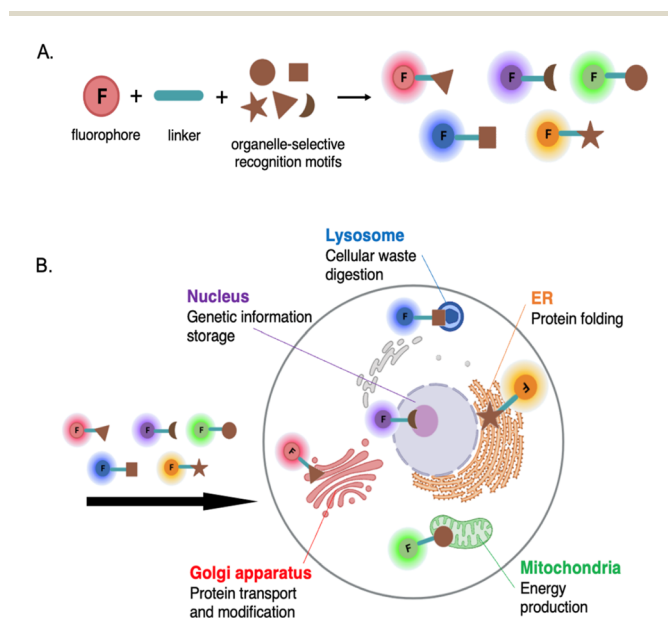 A.
F + + → F F F
fluorophore linker organelle-selective
recognition motifs
F F
B.
Lysosome
Cellular waste
digestion
Nucleus
Genetic information
storage
ER
Protein folding
F
F
F F F
F
F
F F
F
Golgi apparatus
Protein transport
and modification
Mitochondria
Energy
production